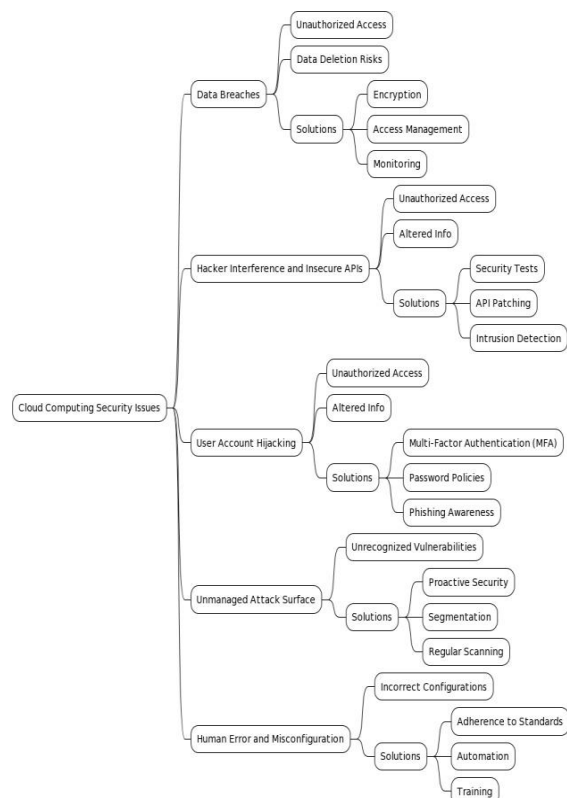 Unauthorized Access
Data Deletion Risks
Data Breaches
Encryption
Solutions
Access Management
Monitoring
Unauthorized Access
Altered Info
Hacker Interference and Insecure APIs
Security Tests
Solutions
API Patching
Intrusion Detection
Unauthorized Access
Cloud Computing Security Issues
Altered Info
User Account Hijacking
Multi-Factor Authentication (MFA)
Solutions
Password Policies
Phishing Awareness
Unrecognized Vulnerabilities
Unmanaged Attack Surface
Proactive Security
Solutions
Segmentation
Regular Scanning
Incorrect Configurations
Human Error and Misconfiguration
Adherence to Standards
Solutions
Automation
Training